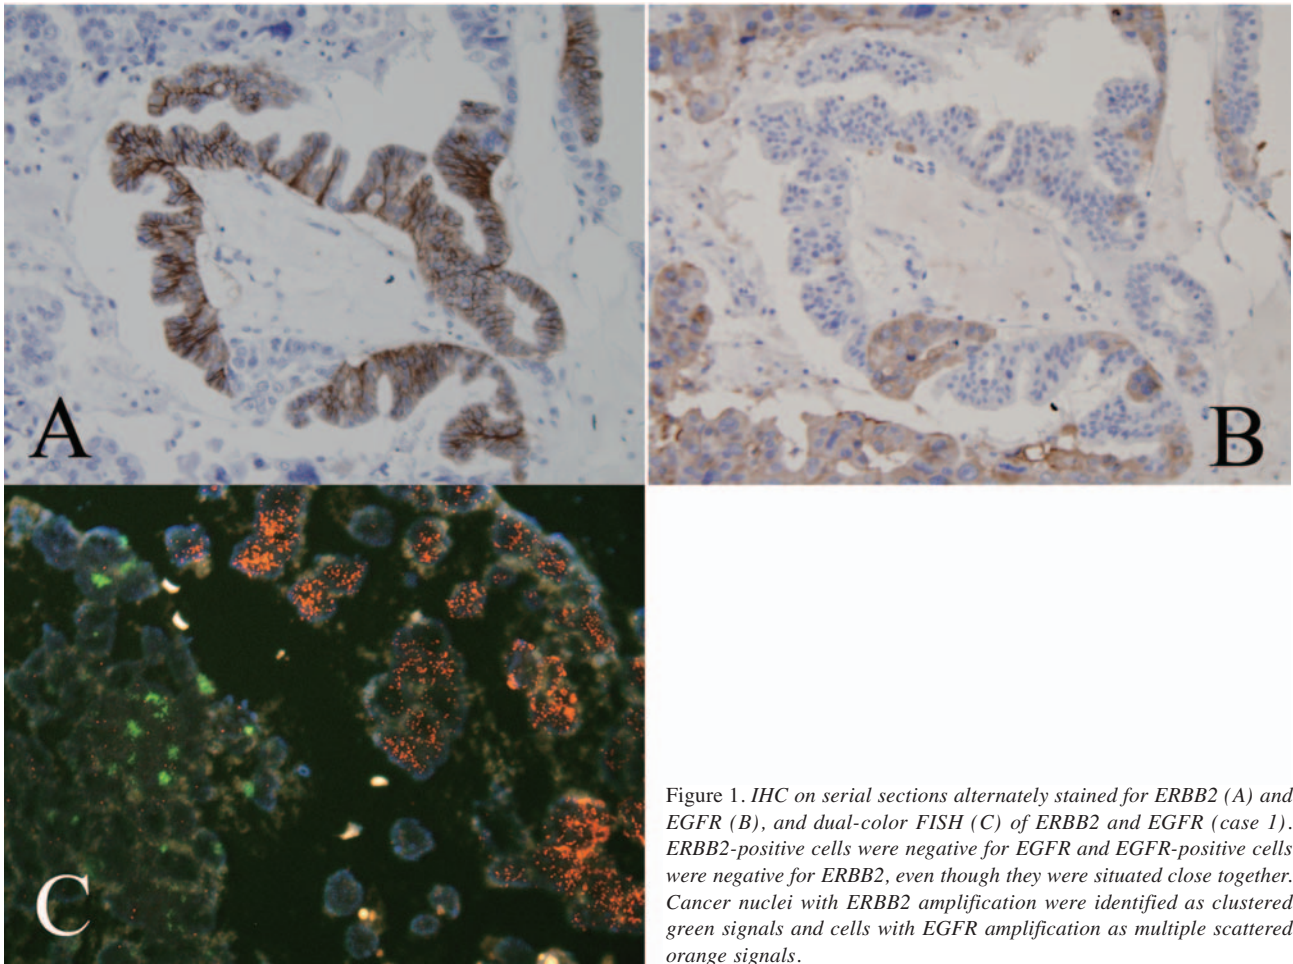 A
B
C
Figure 1. IHC on serial sections alternately stained for ERBB2 (A) and
EGFR (B), and dual-color FISH (C) of ERBB2 and EGFR (case 1).
ERBB2-positive cells were negative for EGFR and EGFR-positive cells
were negative for ERBB2, even though they were situated close together.
Cancer nuclei with ERBB2 amplification were identified as clustered
green signals and cells with EGFR amplification as multiple scattered
orange signals.